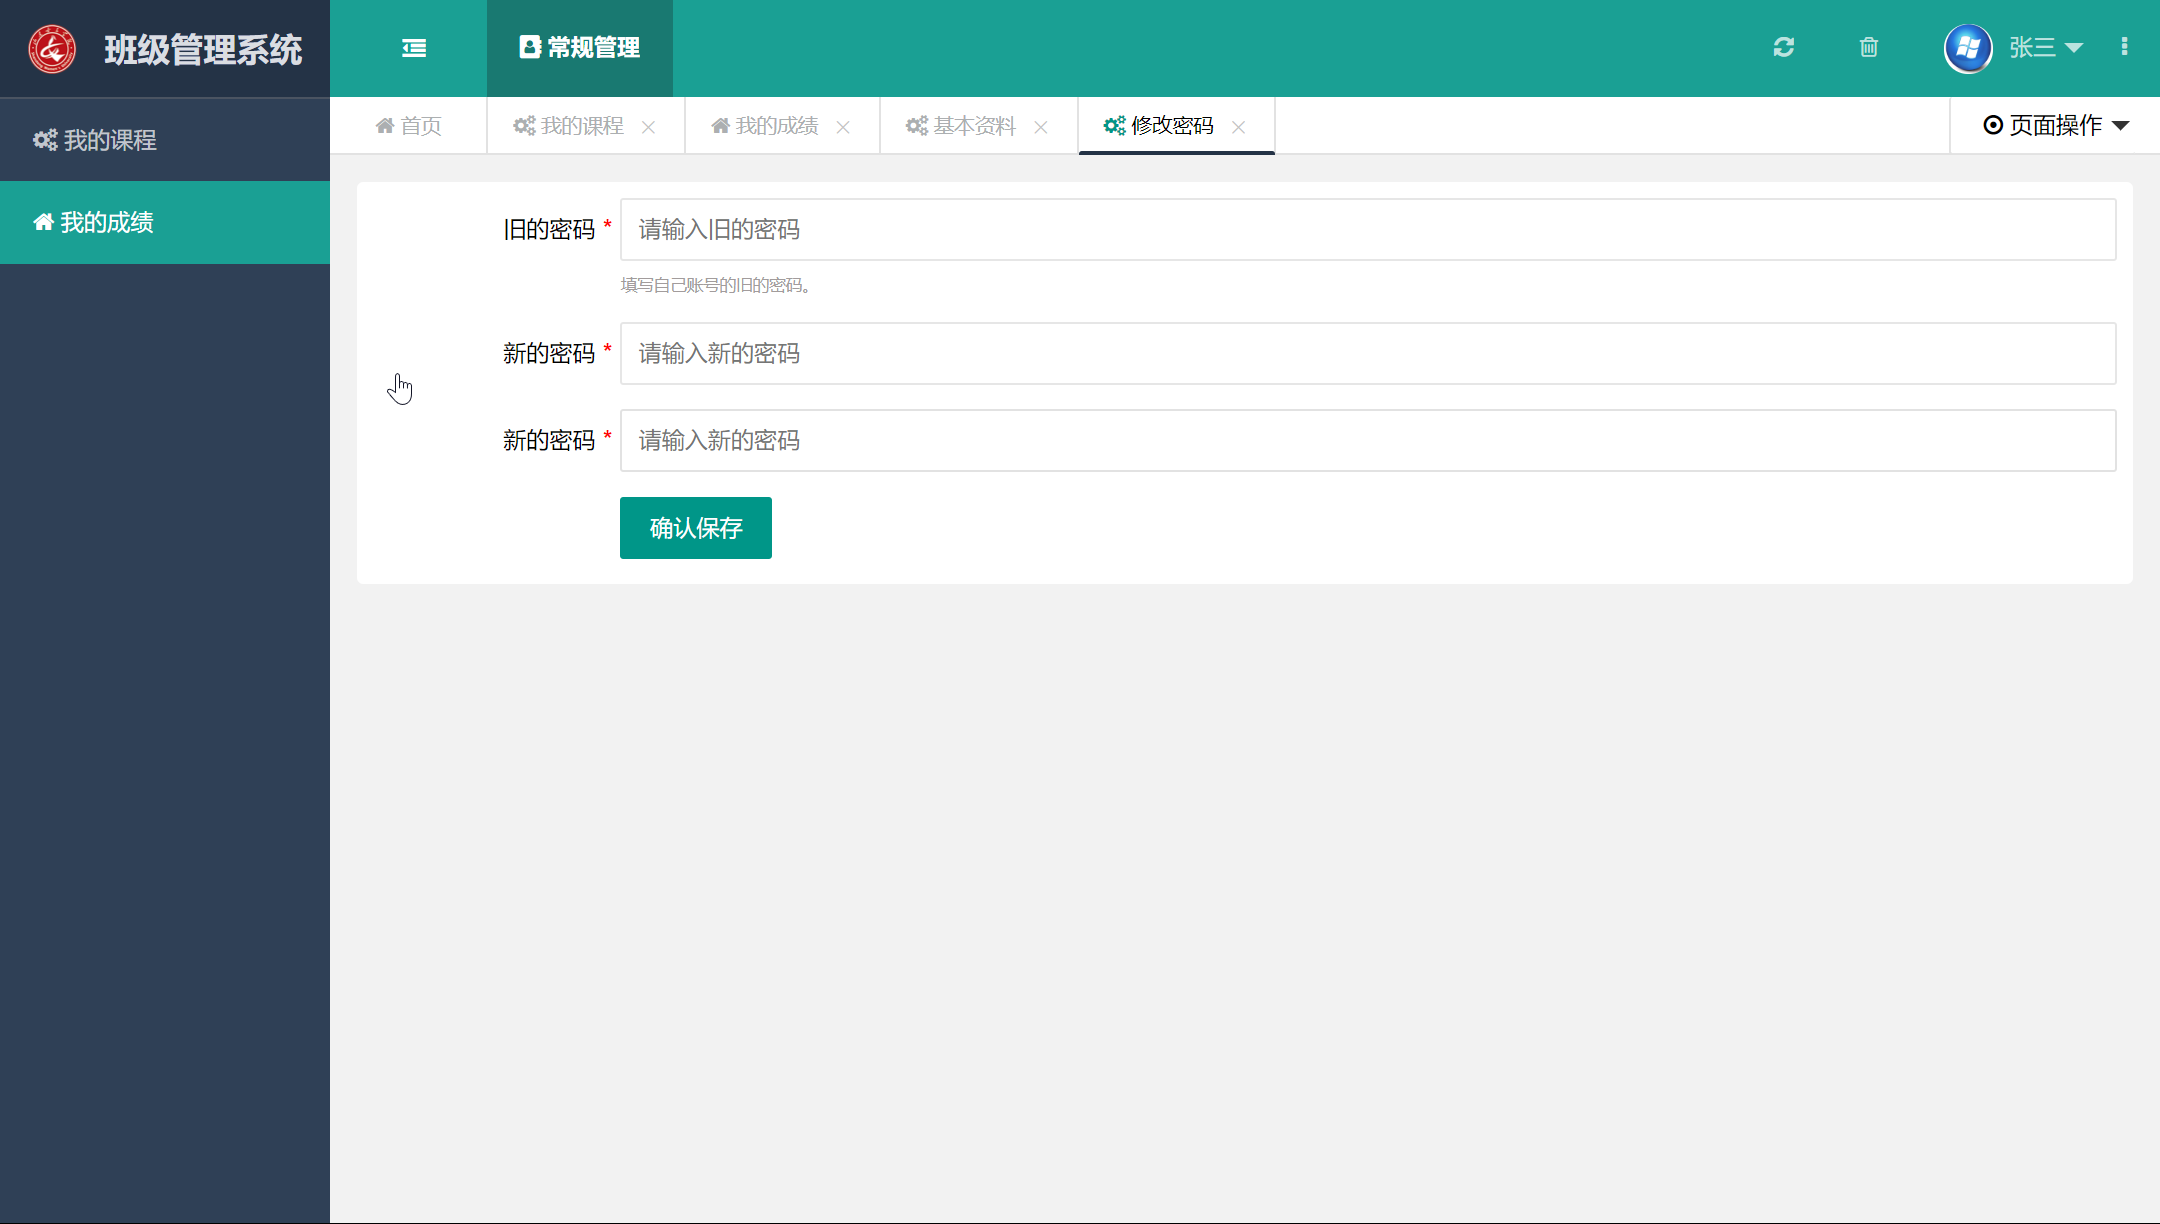 班级管理系统
常规管理
张三
我的课程
我的成绩
首页
我的课程
我的成绩
基本资料
修改密码
页面操作
旧的密码 *
请输入旧的密码
填写自己账号的旧的密码。
新的密码 *
请输入新的密码
新的密码 *
请输入新的密码
确认保存